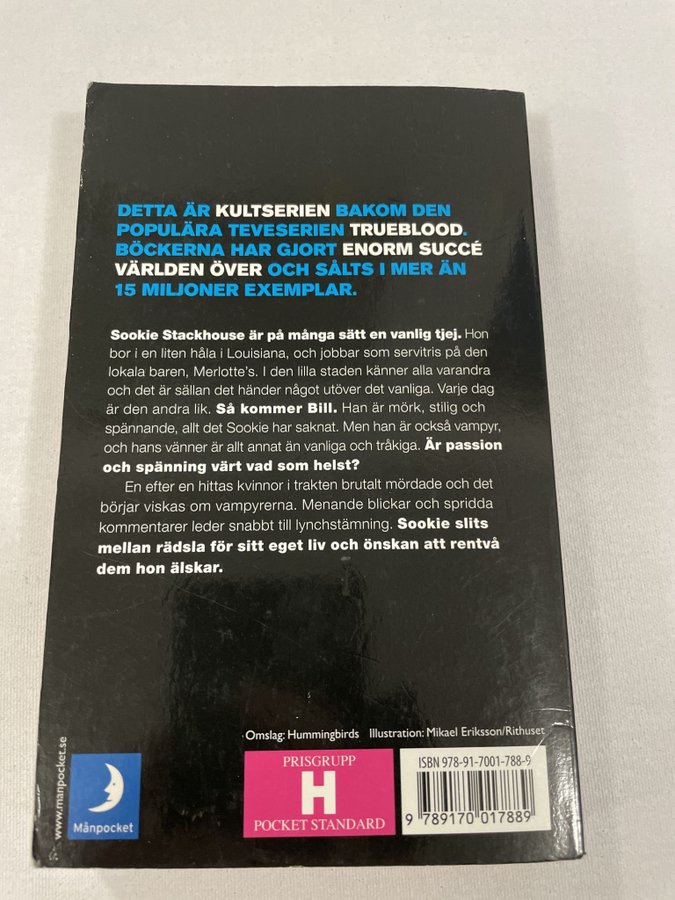 DETTA ÄR KULTSERIEN BAKOM DEN
POPULÄRA TEVESERIEN TRUEBLOOD.
BÖCKERNA HAR GJORT ENORM SUCCÉ
VÄRLDEN ÖVER OCH SÅLTS I MER ÄN
15 MILJONER EXEMPLAR.
Sookie Stackhouse är på många sätt en vanlig tjej. Hon
bor i en liten håla i Louisiana, och jobbar som servitris på den
lokala baren, Merlotte's. I den lilla staden känner alla varandra
och det är sällan det händer något utöver det vanliga. Varje dag
är den andra lik. Så kommer Bill. Han är mörk, stilig och
spännande, allt det Sookie har saknat. Men han är också vampyr,
och hans vänner är allt annat än vanliga och tråkiga. Är passion
och spänning värt vad som helst?
En efter en hittas kvinnor i trakten brutalt mördade och det
börjar viskas om vampyrerna. Menande blickar och spridda
kommentarer leder snabbt till lynchstämning. Sookie slits
mellan rädsla för sitt eget liv och önskan att rentvå
dem hon älskar.
Omslag: Hummingbirds Illustration: Mikael Eriksson/Rithuset
www.manpocket.se
Månpocket
PRISGRUPP
H
POCKET STANDARD
ISBN 978-91-7001-788-9
9 789170 017889